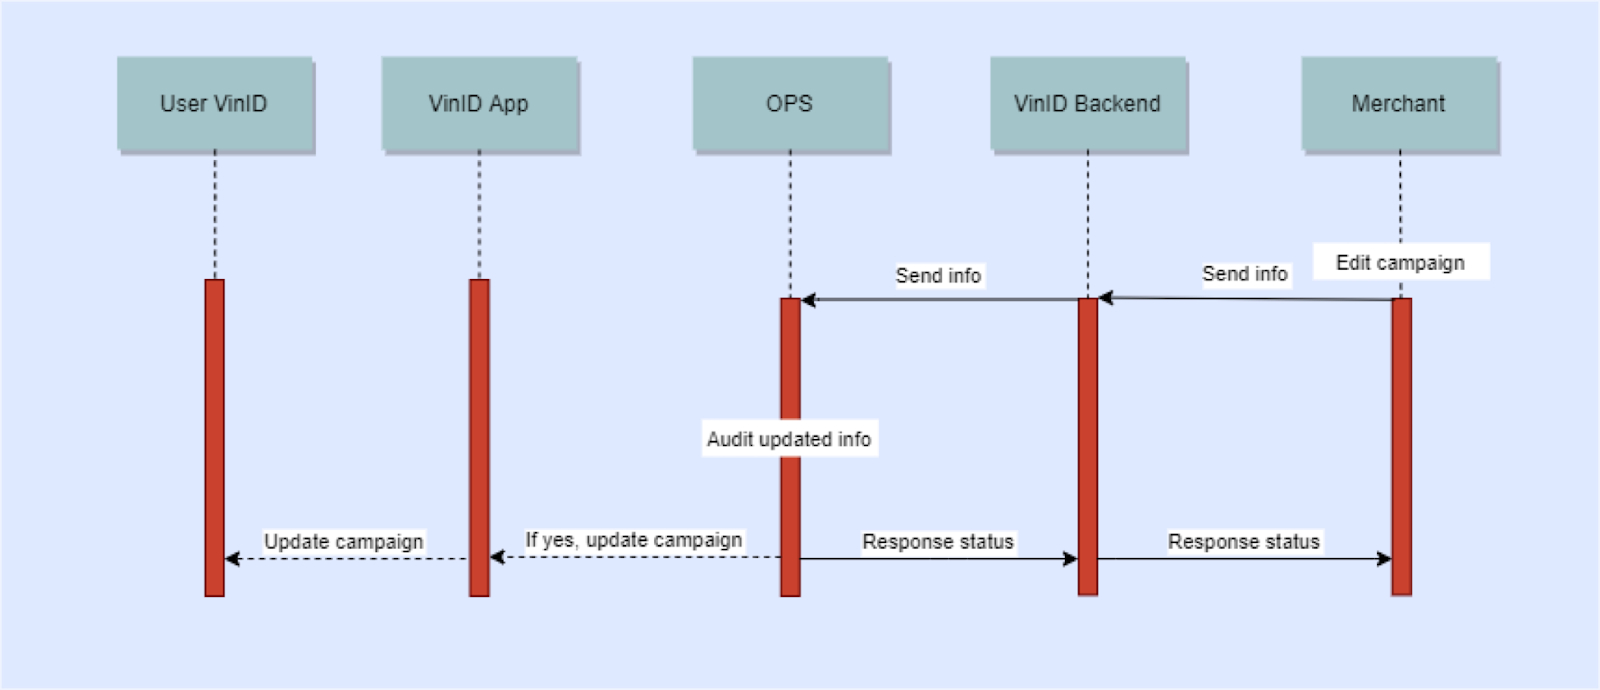 User VinID
VinID App
OPS
VinID Backend
Merchant
Edit campaign
Send info
Send info
Audit updated info
Update campaign
If yes, update campaign
Response status
Response status